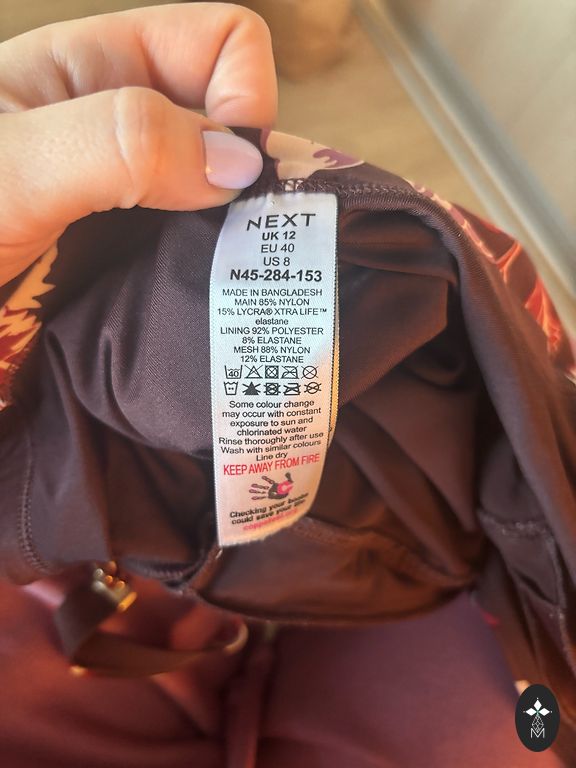 NEXT
UK 12
EU 40
US 8
N45-284-153
MADE IN BANGLADESH
MAIN 85% NYLON
15% LYCRA® XTRA LIFE™
elastane
LINING 92% POLYESTER
8% ELASTANE
MESH 88% NYLON
12% ELASTANE
40
Some colour change
may occur with constant
exposure to sun and
chlorinated water
Rinse thoroughly after use
Wash with similar colours
Line dry
KEEP AWAY FROM FIRE
Checking your boobs
could save your life
coppafeel.org
M